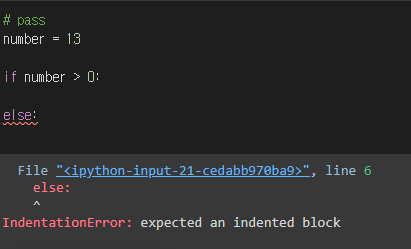 # pass
number = 13
if number > 0:
else:
File "<ipython-input-21-cedabb970ba9>", line 6
else:
^
IndentationError: expected an indented block